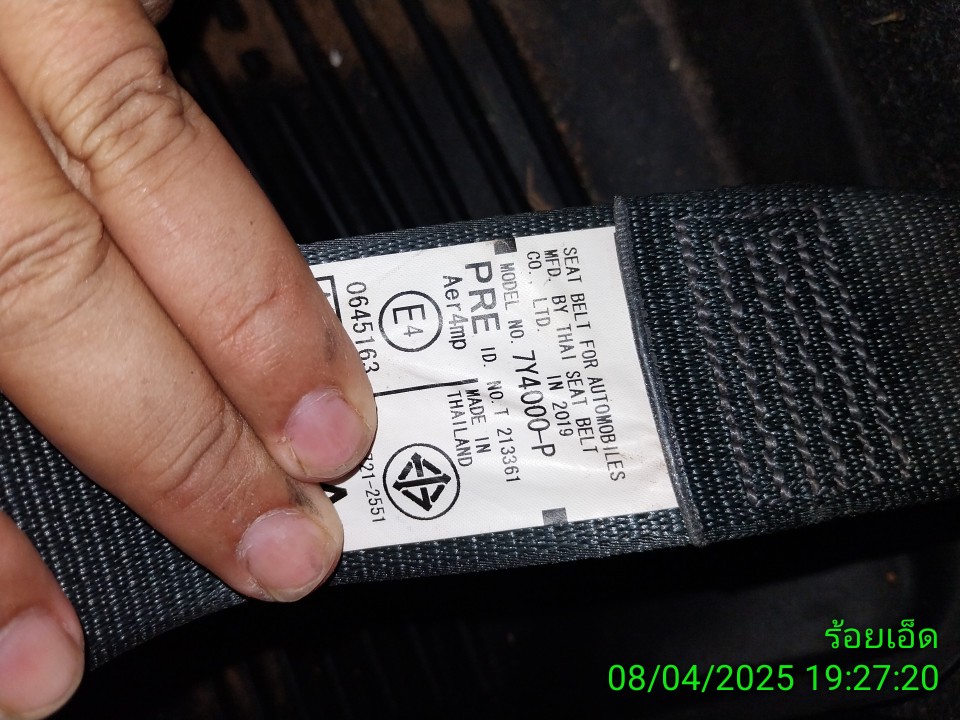 SEAT BELT FOR AUTOMOBILES
MFD. BY THAI SEAT BELT
CO. LTD. IN 2019
MODEL NO. 7Y4000-P
PRE ID. NO.T 213361
Aer4mp
MADE IN
THAILAND
E4
0645163
721-2551
ร้อยเอ็ด
08/04/2025 19:27:20